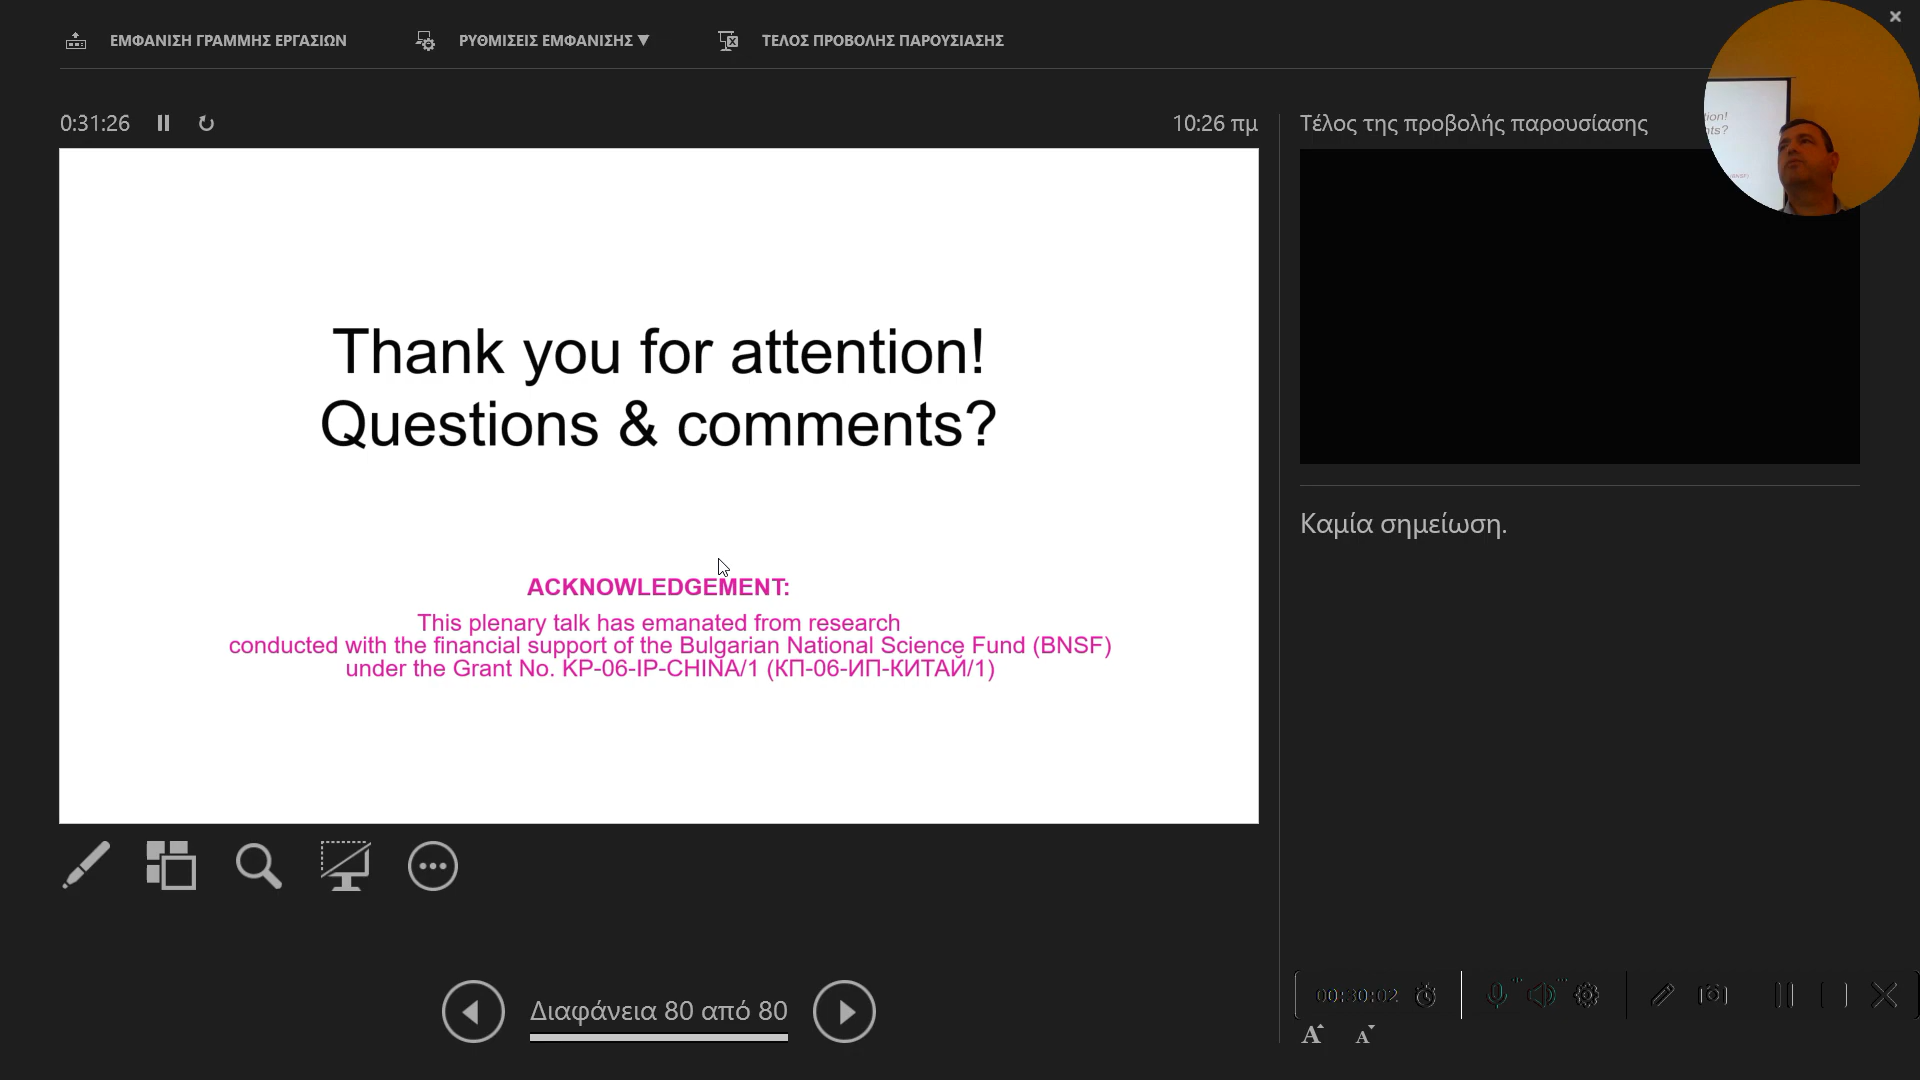 ΕΜΦΑΝΙΣΗ ΓΡΑΜΜΗΣ ΕΡΓΑΣΙΩΝ
ΡΥΘΜΙΣΕΙΣ ΕΜΦΑΝΙΣΗΣ ▼
ΤΕΛΟΣ ΠΡΟΒΟΛΗΣ ΠΑΡΟΥΣΙΑΣΗΣ
0:31:26
10:26 πμ
Thank you for attention!
Questions & comments?
ACKNOWLEDGEMENT:
This plenary talk has emanated from research
conducted with the financial support of the Bulgarian National Science Fund (BNSF)
under the Grant No. KP-06-IP-CHINA/1 (КП-06-ИП-КИТАЙ/1)
Διαφάνεια 80 από 80
Τέλος της προβολής παρουσίασης
tion!
nts?
Καμία σημείωση.
00:30:02
A A